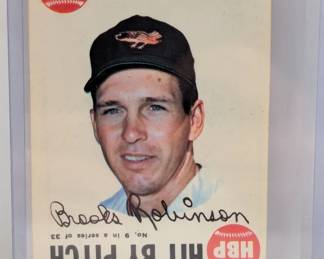 Brooks Robinson
No. 9 in a series of 33
HIT BY PITCH
HBP